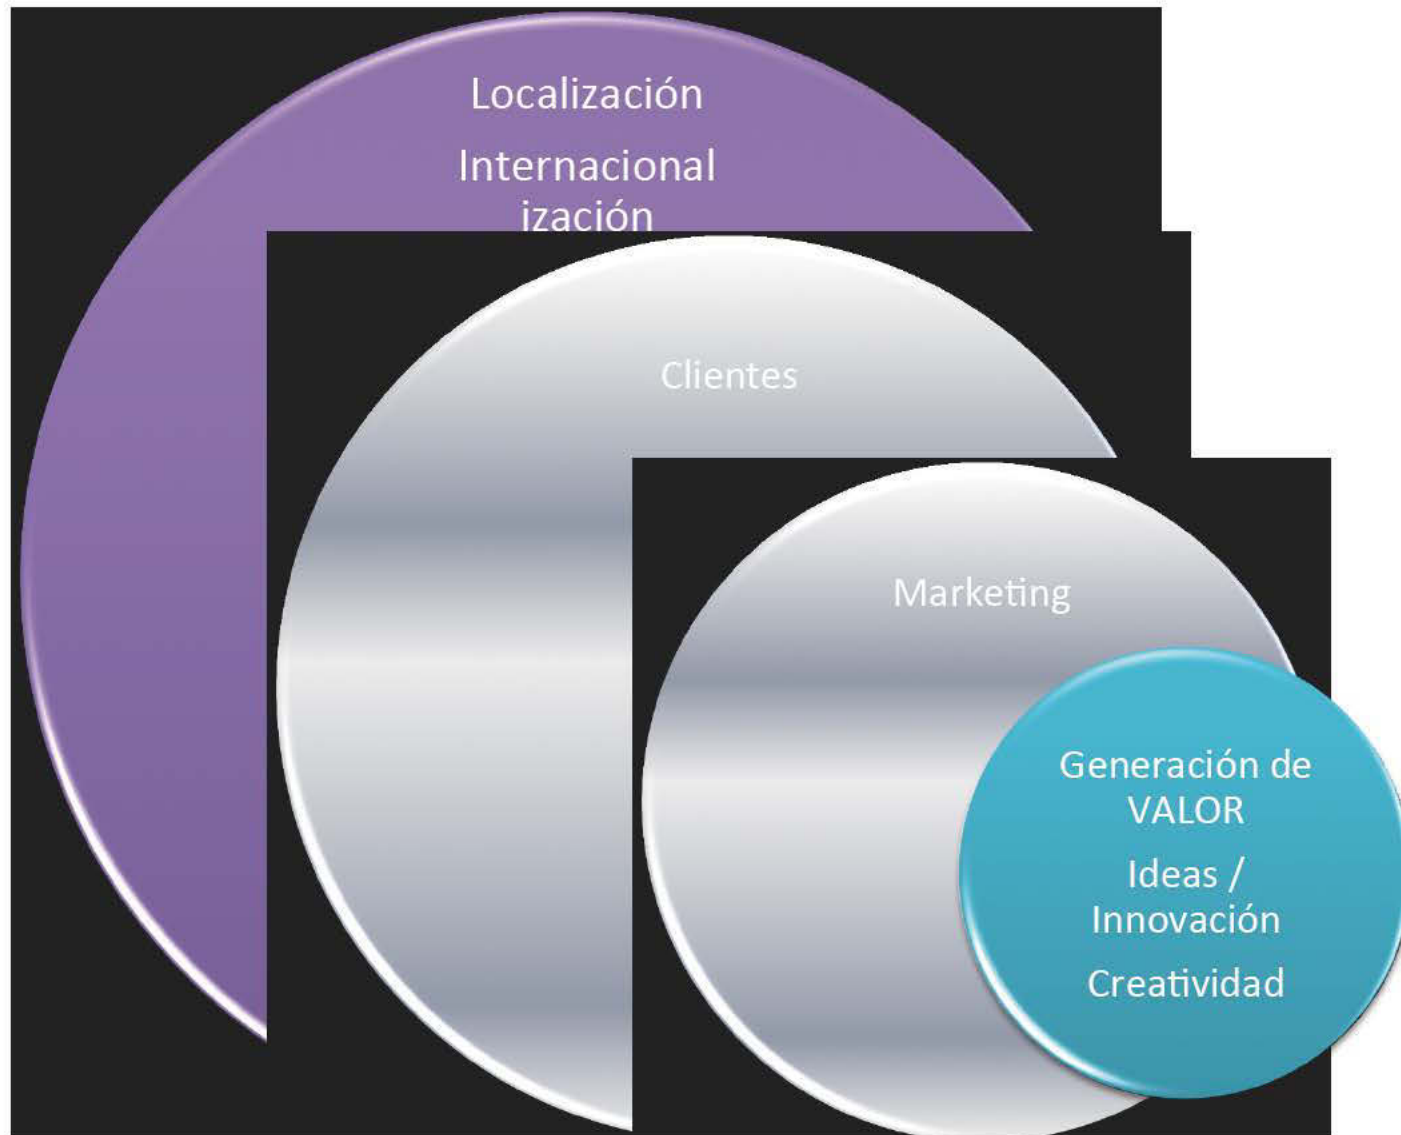 Localización
Internacional
ización
Clientes
Marketing
Generación de
VALOR
Ideas /
Innovación
Creatividad